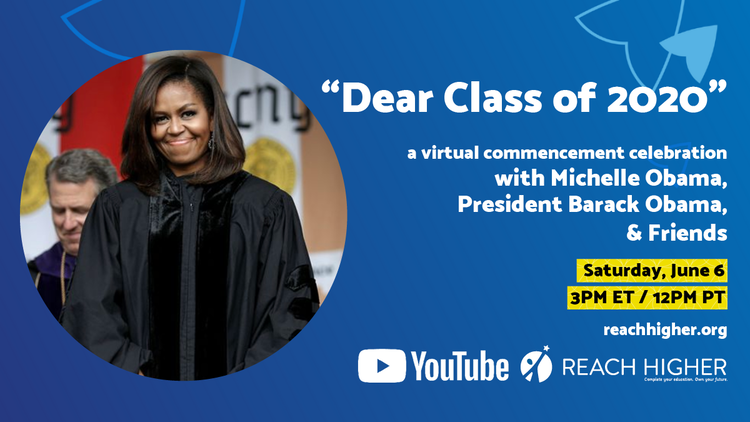 cny
“Dear Class of 2020”
a virtual commencement celebration
with Michelle Obama,
President Barack Obama,
& Friends
Saturday, June 6
3PM ET / 12PM PT
reachhigher.org
YouTube
REACH HIGHER
Complete your education. Own your future.